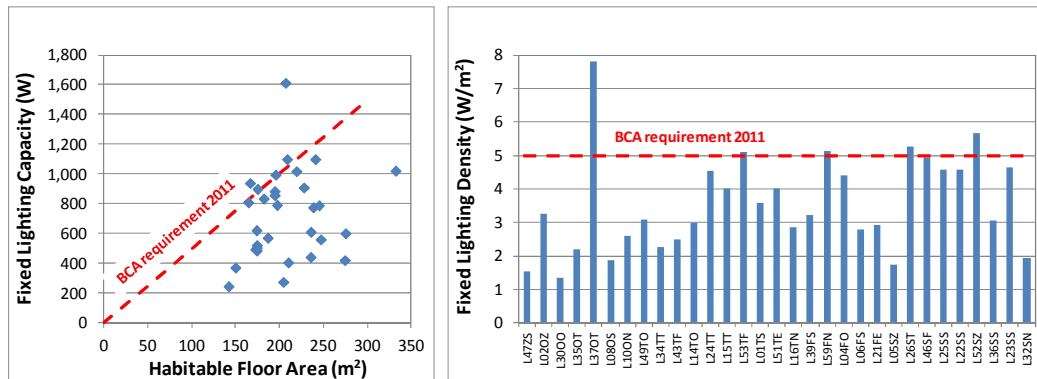 Fixed Lighting Capacity (W)
1,800
1,600
1,400
1,200
1,000
800
600
400
200
0
BCA requirement 2011
0 50 100 150 200 250 300 350
Habitable Floor Area (m²)
Fixed Lighting Density (W/m²)
8
7
6
5
4
3
2
1
0
BCA requirement 2011
L47ZS
L02OZ
L30OO
L35OT
L37OT
L08OS
L10ON
L49TO
L34TT
L43TF
L14TO
L24TT
L15TT
L53TF
L01TS
L51TE
L16TN
L39FS
L59FN
L04FO
L06FS
L21FE
L05SZ
L26ST
L46SF
L25SS
L22SS
L52SZ
L36SS
L23SS
L32SN